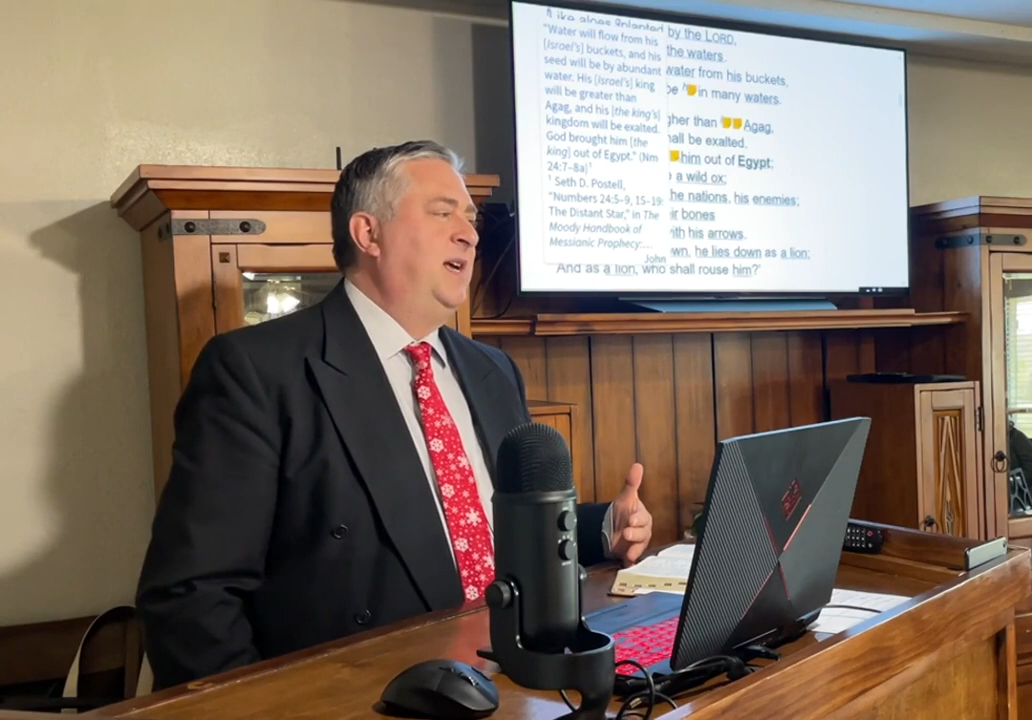 "Water will flow from his
[Israel's] buckets, and his
seed will be by abundant
water. His [Israel's] king
will be greater than
Agag, and his [the king's]
kingdom will be exalted.
God brought him [the
king] out of Egypt." (Nm
24:7–8a)¹
¹ Seth D. Postell,
"Numbers 24:5–9, 15–19:
The Distant Star," in The
Moody Handbook of
Messianic Prophecy:...
John
by the LORD,
the waters.
water from his buckets,
in many waters.
than Agag,
be exalted.
him out of Egypt;
a wild ox;
he nations, his enemies;
bones
with his arrows.
he lies down as a lion;
And as a lion, who shall rouse him?'